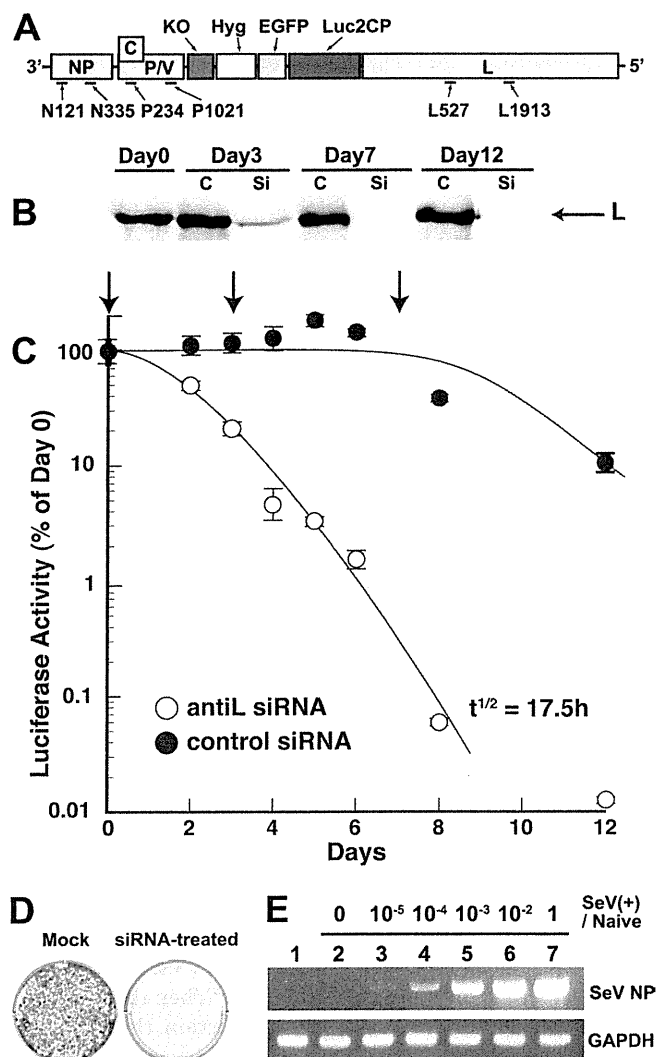 A
KO Hyg EGFP Luc2CP
3' NP C P/V L 5'
N121 N335 P234 P1021 L527 L1913
Day0 Day3 Day7 Day12
C Si C Si C Si
B L
C
Luciferase Activity (% of Day 0)
100
10
1
0.1
0.01
antiL siRNA
control siRNA
t1/2 = 17.5h
0 2 4 6 8 10 12
Days
D
Mock siRNA-treated
E
0 10-5 10-4 10-3 10-2 1 SeV(+)
/ Naive
1 2 3 4 5 6 7
SeV NP
GAPDH